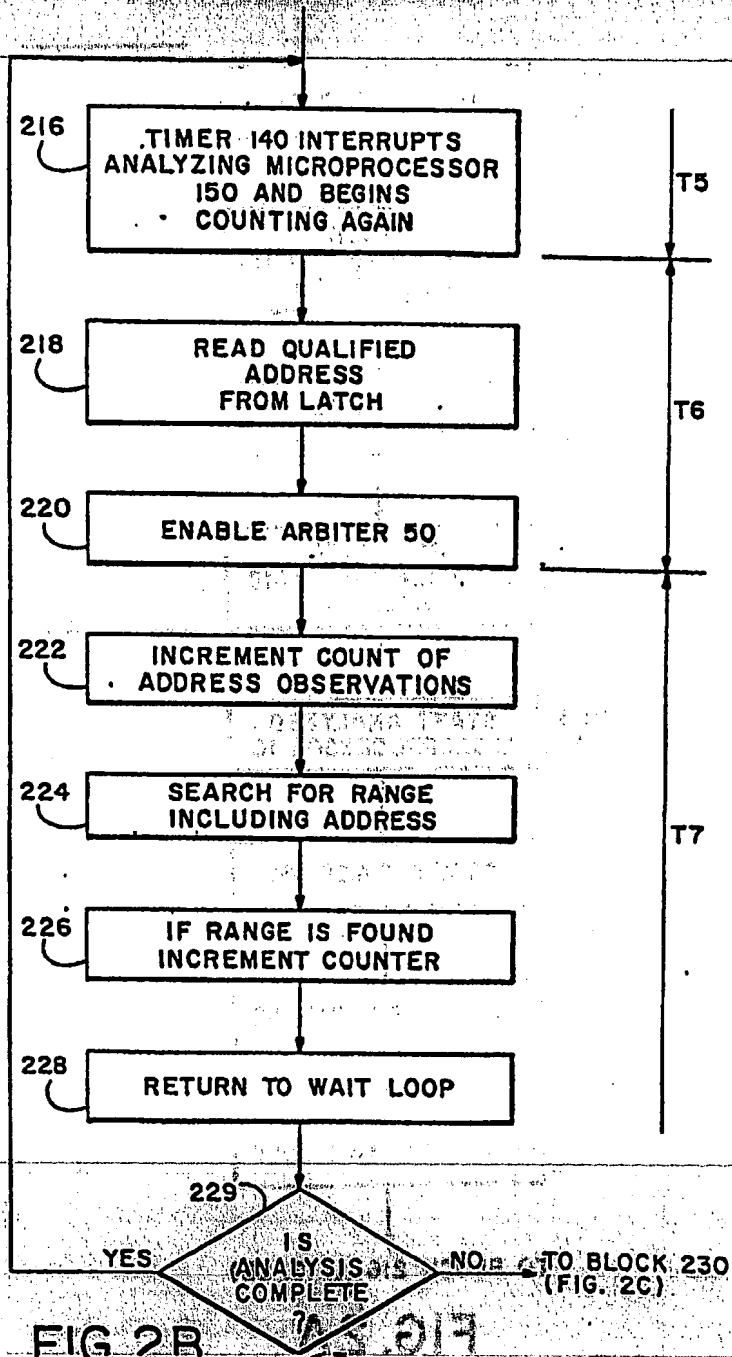 216
TIMER 140 INTERRUPTS
ANALYZING MICROPROCESSOR
150 AND BEGINS
COUNTING AGAIN
T5
218
READ QUALIFIED
ADDRESS
FROM LATCH
T6
220
ENABLE ARBITER 50
222
INCREMENT COUNT OF
ADDRESS OBSERVATIONS
224
SEARCH FOR RANGE
INCLUDING ADDRESS
T7
226
IF RANGE IS FOUND
INCREMENT COUNTER
228
RETURN TO WAIT LOOP
229
YES
IS
ANALYSIS
COMPLETE
?
NO
TO BLOCK 230
(FIG. 2C)
FIG 2B